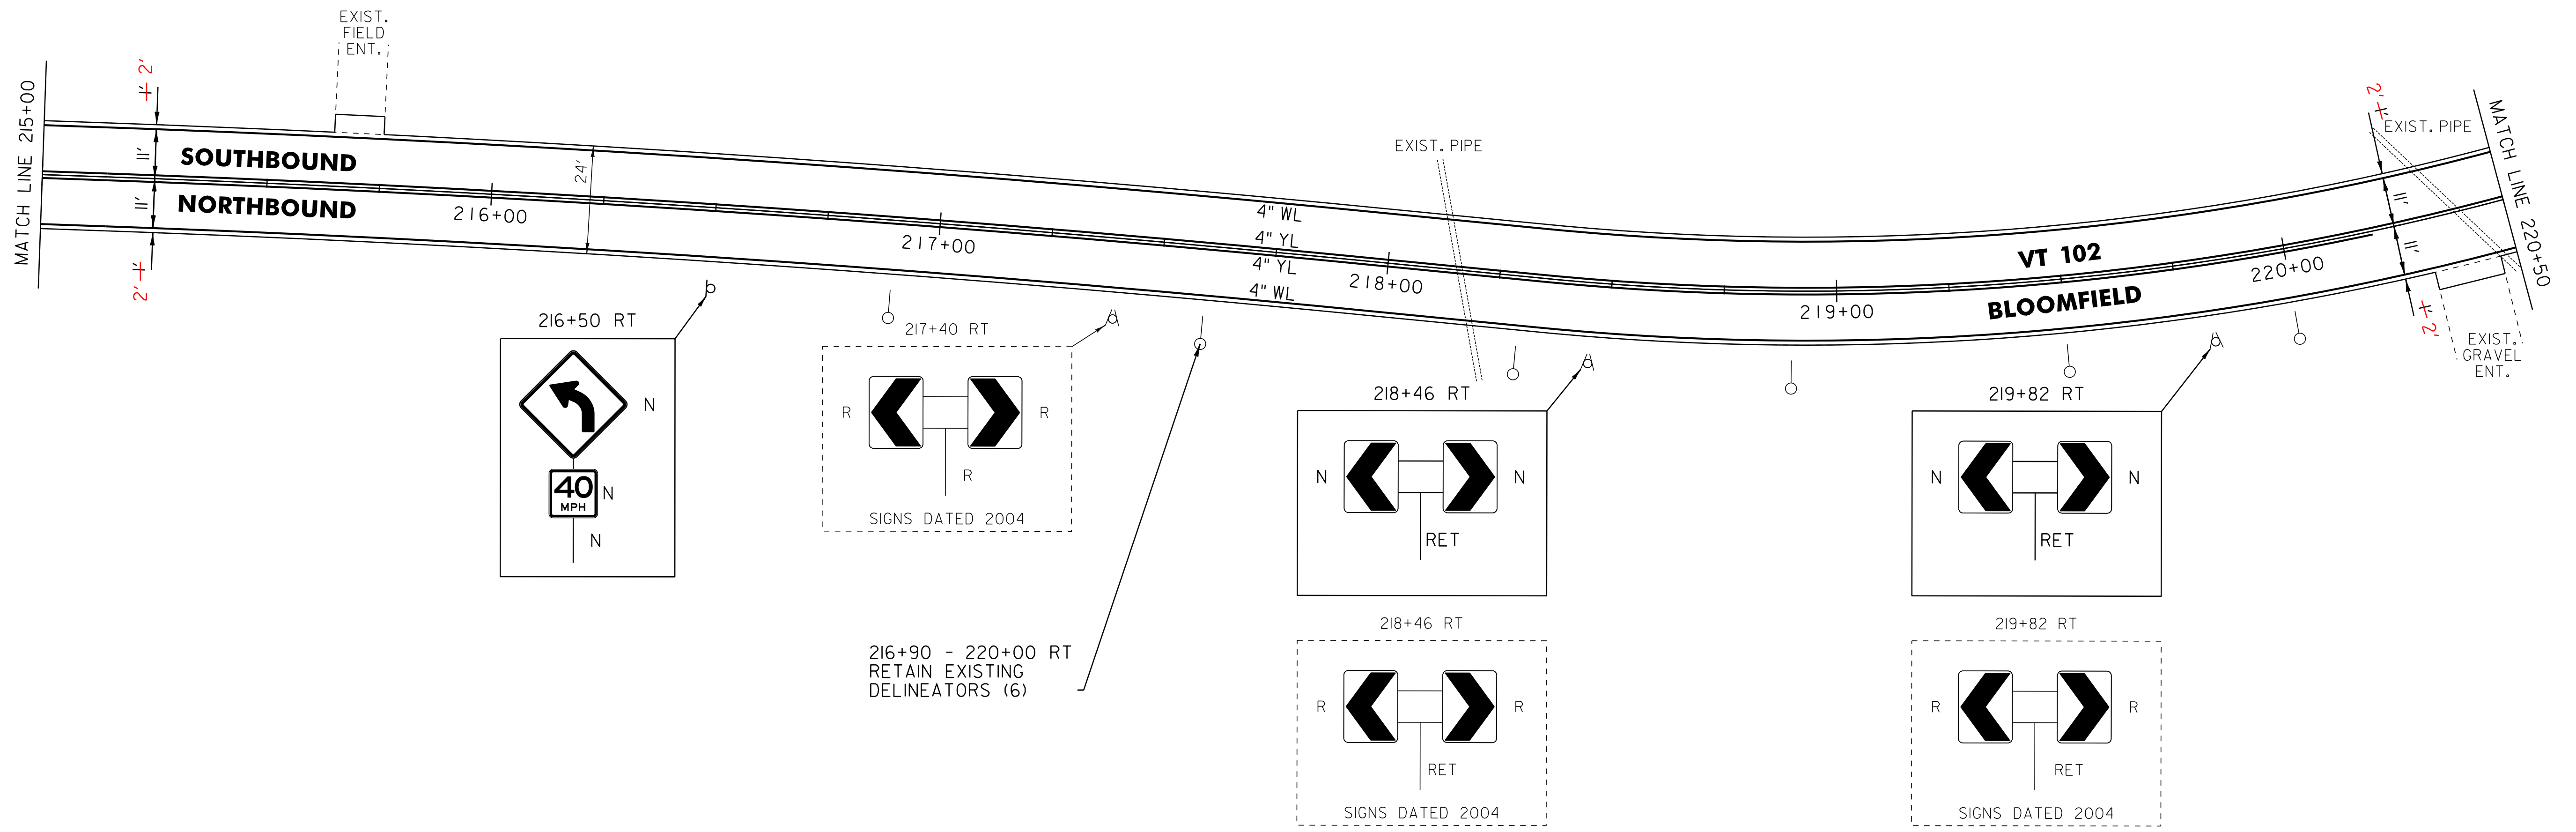 EXIST.
FIELD
ENT.
MATCH LINE 215+00
1' 2'
11'
11'
2' 1'
SOUTHBOUND
NORTHBOUND
24'
216+00
217+00
218+00
219+00
220+00
4" WL
4" YL
4" YL
4" WL
EXIST. PIPE
VT 102
BLOOMFIELD
2' 1'
EXIST. PIPE
11'
11'
1' 2'
MATCH LINE 220+50
EXIST.
GRAVEL
ENT.
216+50 RT
N
40
MPH
N
N
217+40 RT
R
R
R
SIGNS DATED 2004
216+90 - 220+00 RT
RETAIN EXISTING
DELINEATORS (6)
218+46 RT
N
N
RET
218+46 RT
R
R
RET
SIGNS DATED 2004
219+82 RT
N
N
RET
219+82 RT
R
R
RET
SIGNS DATED 2004